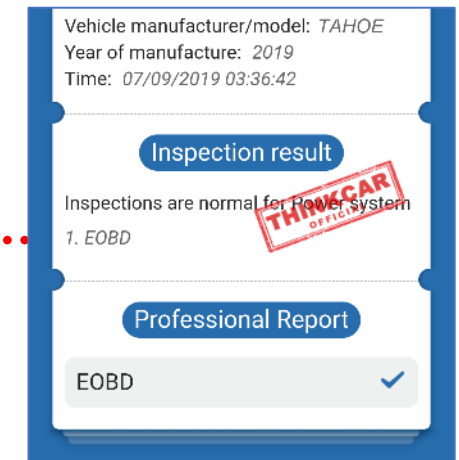 Vehicle manufacturer/model: TAHOE
Year of manufacture: 2019
Time: 07/09/2019 03:36:42
Inspection result
Inspections are normal for Power system
THINKCAR
OFFICIAL
1. EOBD
Professional Report
EOBD